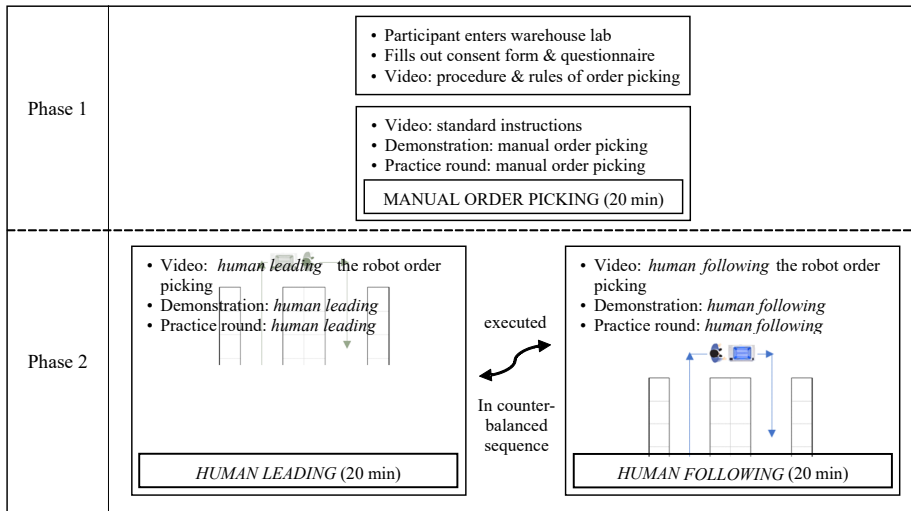 Phase 1
• Participant enters warehouse lab
• Fills out consent form & questionnaire
• Video: procedure & rules of order picking
• Video: standard instructions
• Demonstration: manual order picking
• Practice round: manual order picking
MANUAL ORDER PICKING (20 min)
Phase 2
• Video: human leading the robot order
picking
• Demonstration: human leading
• Practice round: human leading
HUMAN LEADING (20 min)
executed
In counter-
balanced
sequence
• Video: human following the robot order
picking
• Demonstration: human following
• Practice round: human following
HUMAN FOLLOWING (20 min)